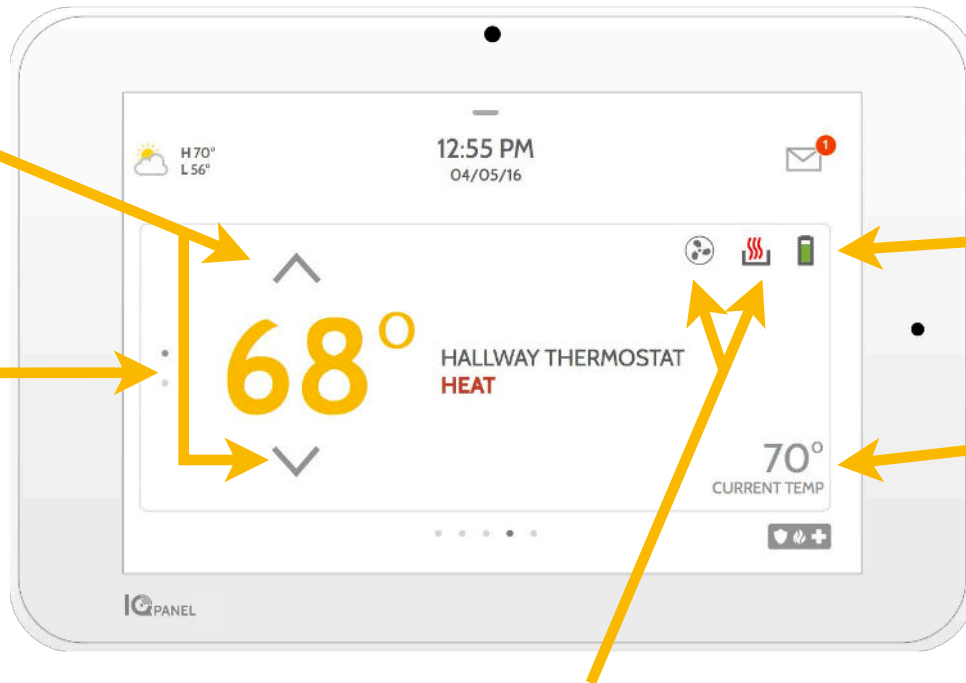 H 70°
L 56°
12:55 PM
04/05/16
1
68°
HALLWAY THERMOSTAT
HEAT
70°
CURRENT TEMP
IQ PANEL